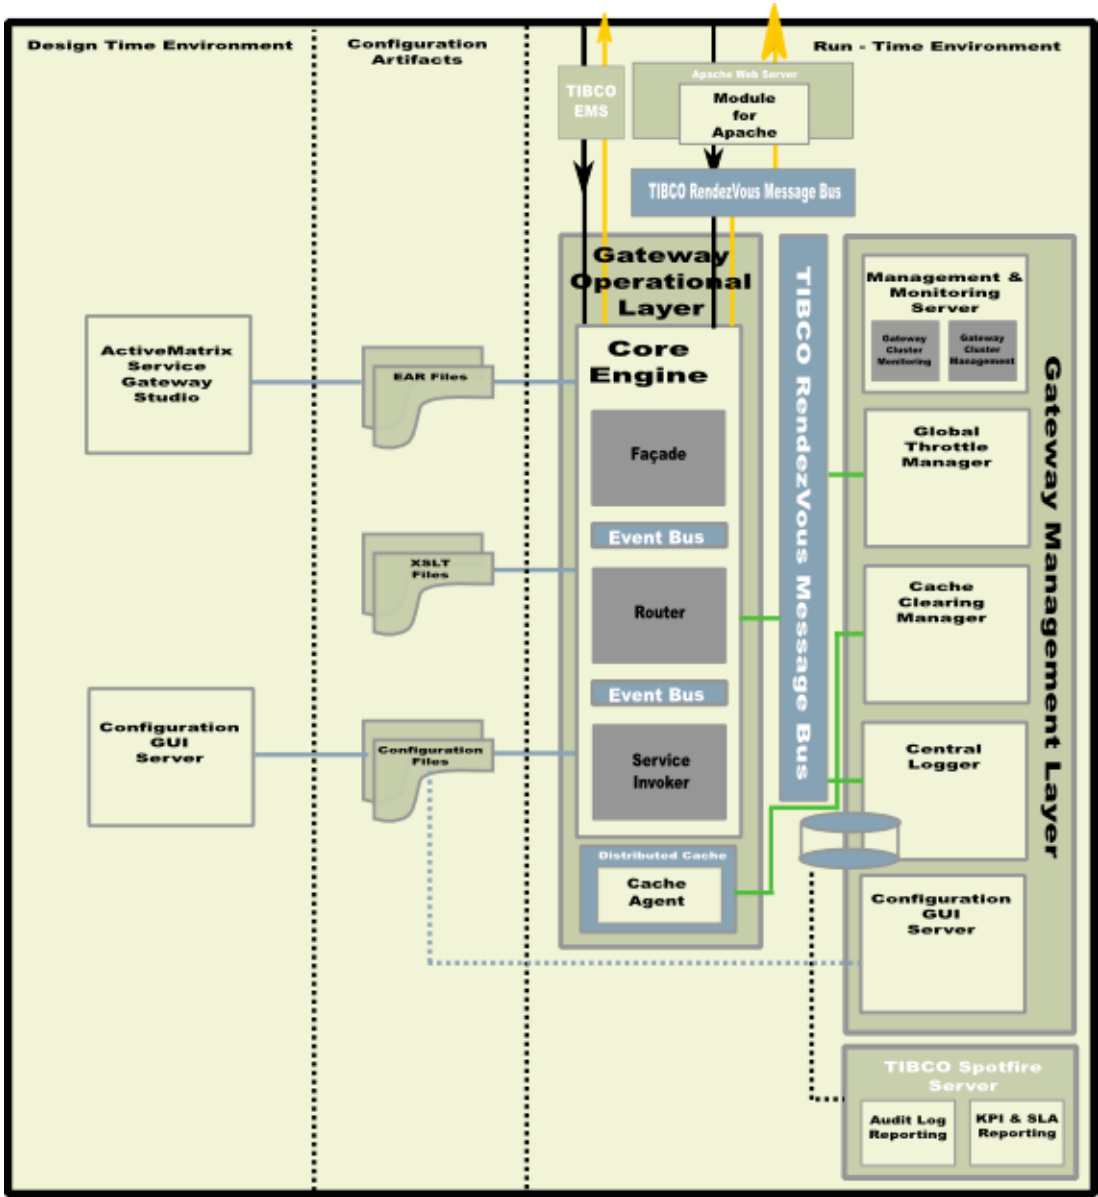 Design Time Environment
Configuration
Artifacts
Run - Time Environment
TIBCO
EMS
Apache Web Server
Module
for
Apache
TIBCO RendezVous Message Bus
Gateway
Operational
Layer
Core
Engine
Façade
Event Bus
Router
Event Bus
Service
Invoker
Distributed Cache
Cache
Agent
ActiveMatrix
Service
Gateway
Studio
EAR Files
XSLT
Files
Configuration
GUI
Server
Configuration
Files
TIBCO RendezVous Message Bus
Management &
Monitoring
Server
Gateway
Cluster
Monitoring
Gateway
Cluster
Management
Global
Throttle
Manager
Cache
Clearing
Manager
Central
Logger
Configuration
GUI
Server
Gateway Management Layer
TIBCO Spotfire
Server
Audit Log
Reporting
KPI & SLA
Reporting